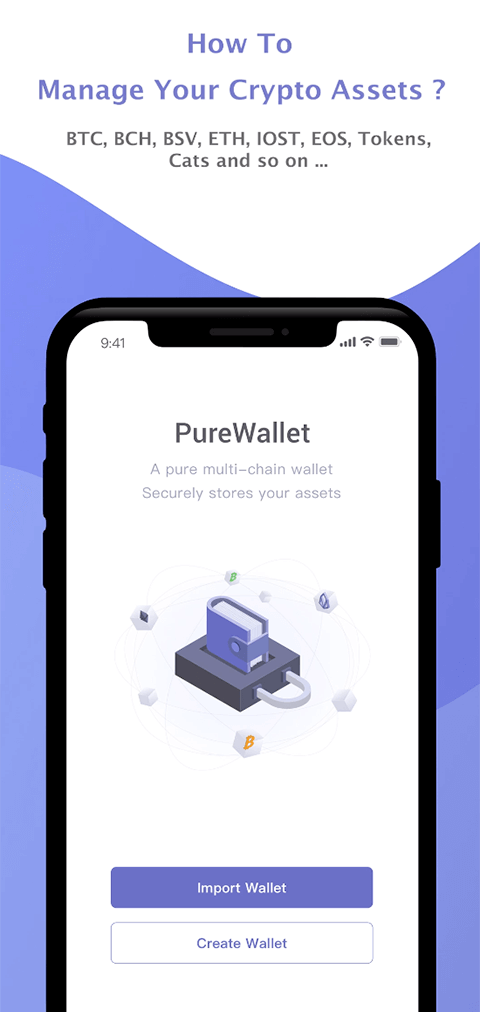 How To
Manage Your Crypto Assets ?
BTC, BCH, BSV, ETH, IOST, EOS, Tokens,
Cats and so on ...
9:41
PureWallet
A pure multi-chain wallet
Securely stores your assets
Import Wallet
Create Wallet